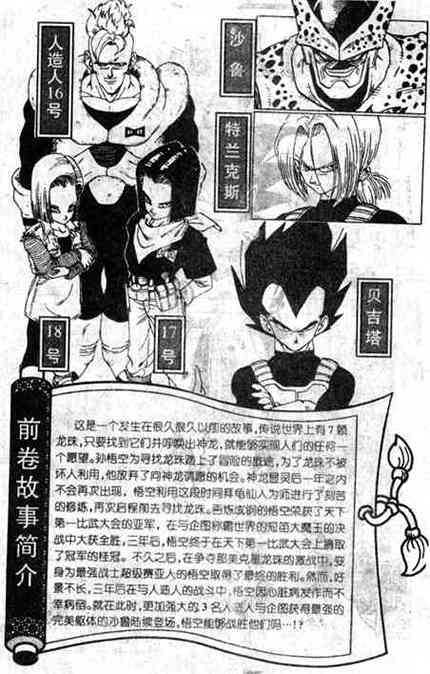 人造人16号
沙鲁
特兰克斯
贝吉塔
18号
17号
前卷故事简介
这是一个发生在很久很久以前的故事,传说世界上有7颗
龙珠,只要找到它们并呼唤出神龙,就能够实现人们的任何一
个愿望。孙悟空为寻找龙珠踏上了冒险的旅途,为了龙珠不被
坏人利用,他放弃了向神龙请愿的机会。神龙显灵后一年之内
不会再次出现,悟空利用这段时间拜龟仙人为师进行了刻苦
的修炼,再次启程前去寻找龙珠。百炼成钢的悟空荣获了天下
第一比武大会的亚军,在与企图称霸世界的短笛大魔王的决
战中大获全胜,三年后,悟空终于在天下第一比武大会上摘取
了冠军的桂冠。不久之后,在争夺那美克星龙珠的激战中,变
身为最强战士超级赛亚人的悟空取得了最终的胜利。然而,好
景不长,三年后在与人造人的战斗中,悟空因心脏病发作而不
幸病倒。就在此时,更加强大的3名人造人与企图获得最强的
完美躯体的沙鲁陆续登场,悟空能够战胜他们吗…!?